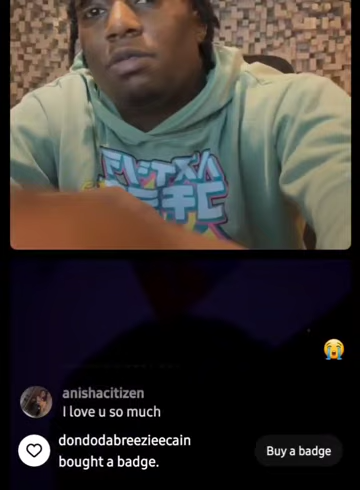 anishacitizen
I love u so much
dondodabreezieecain
bought a badge.
Buy a badge